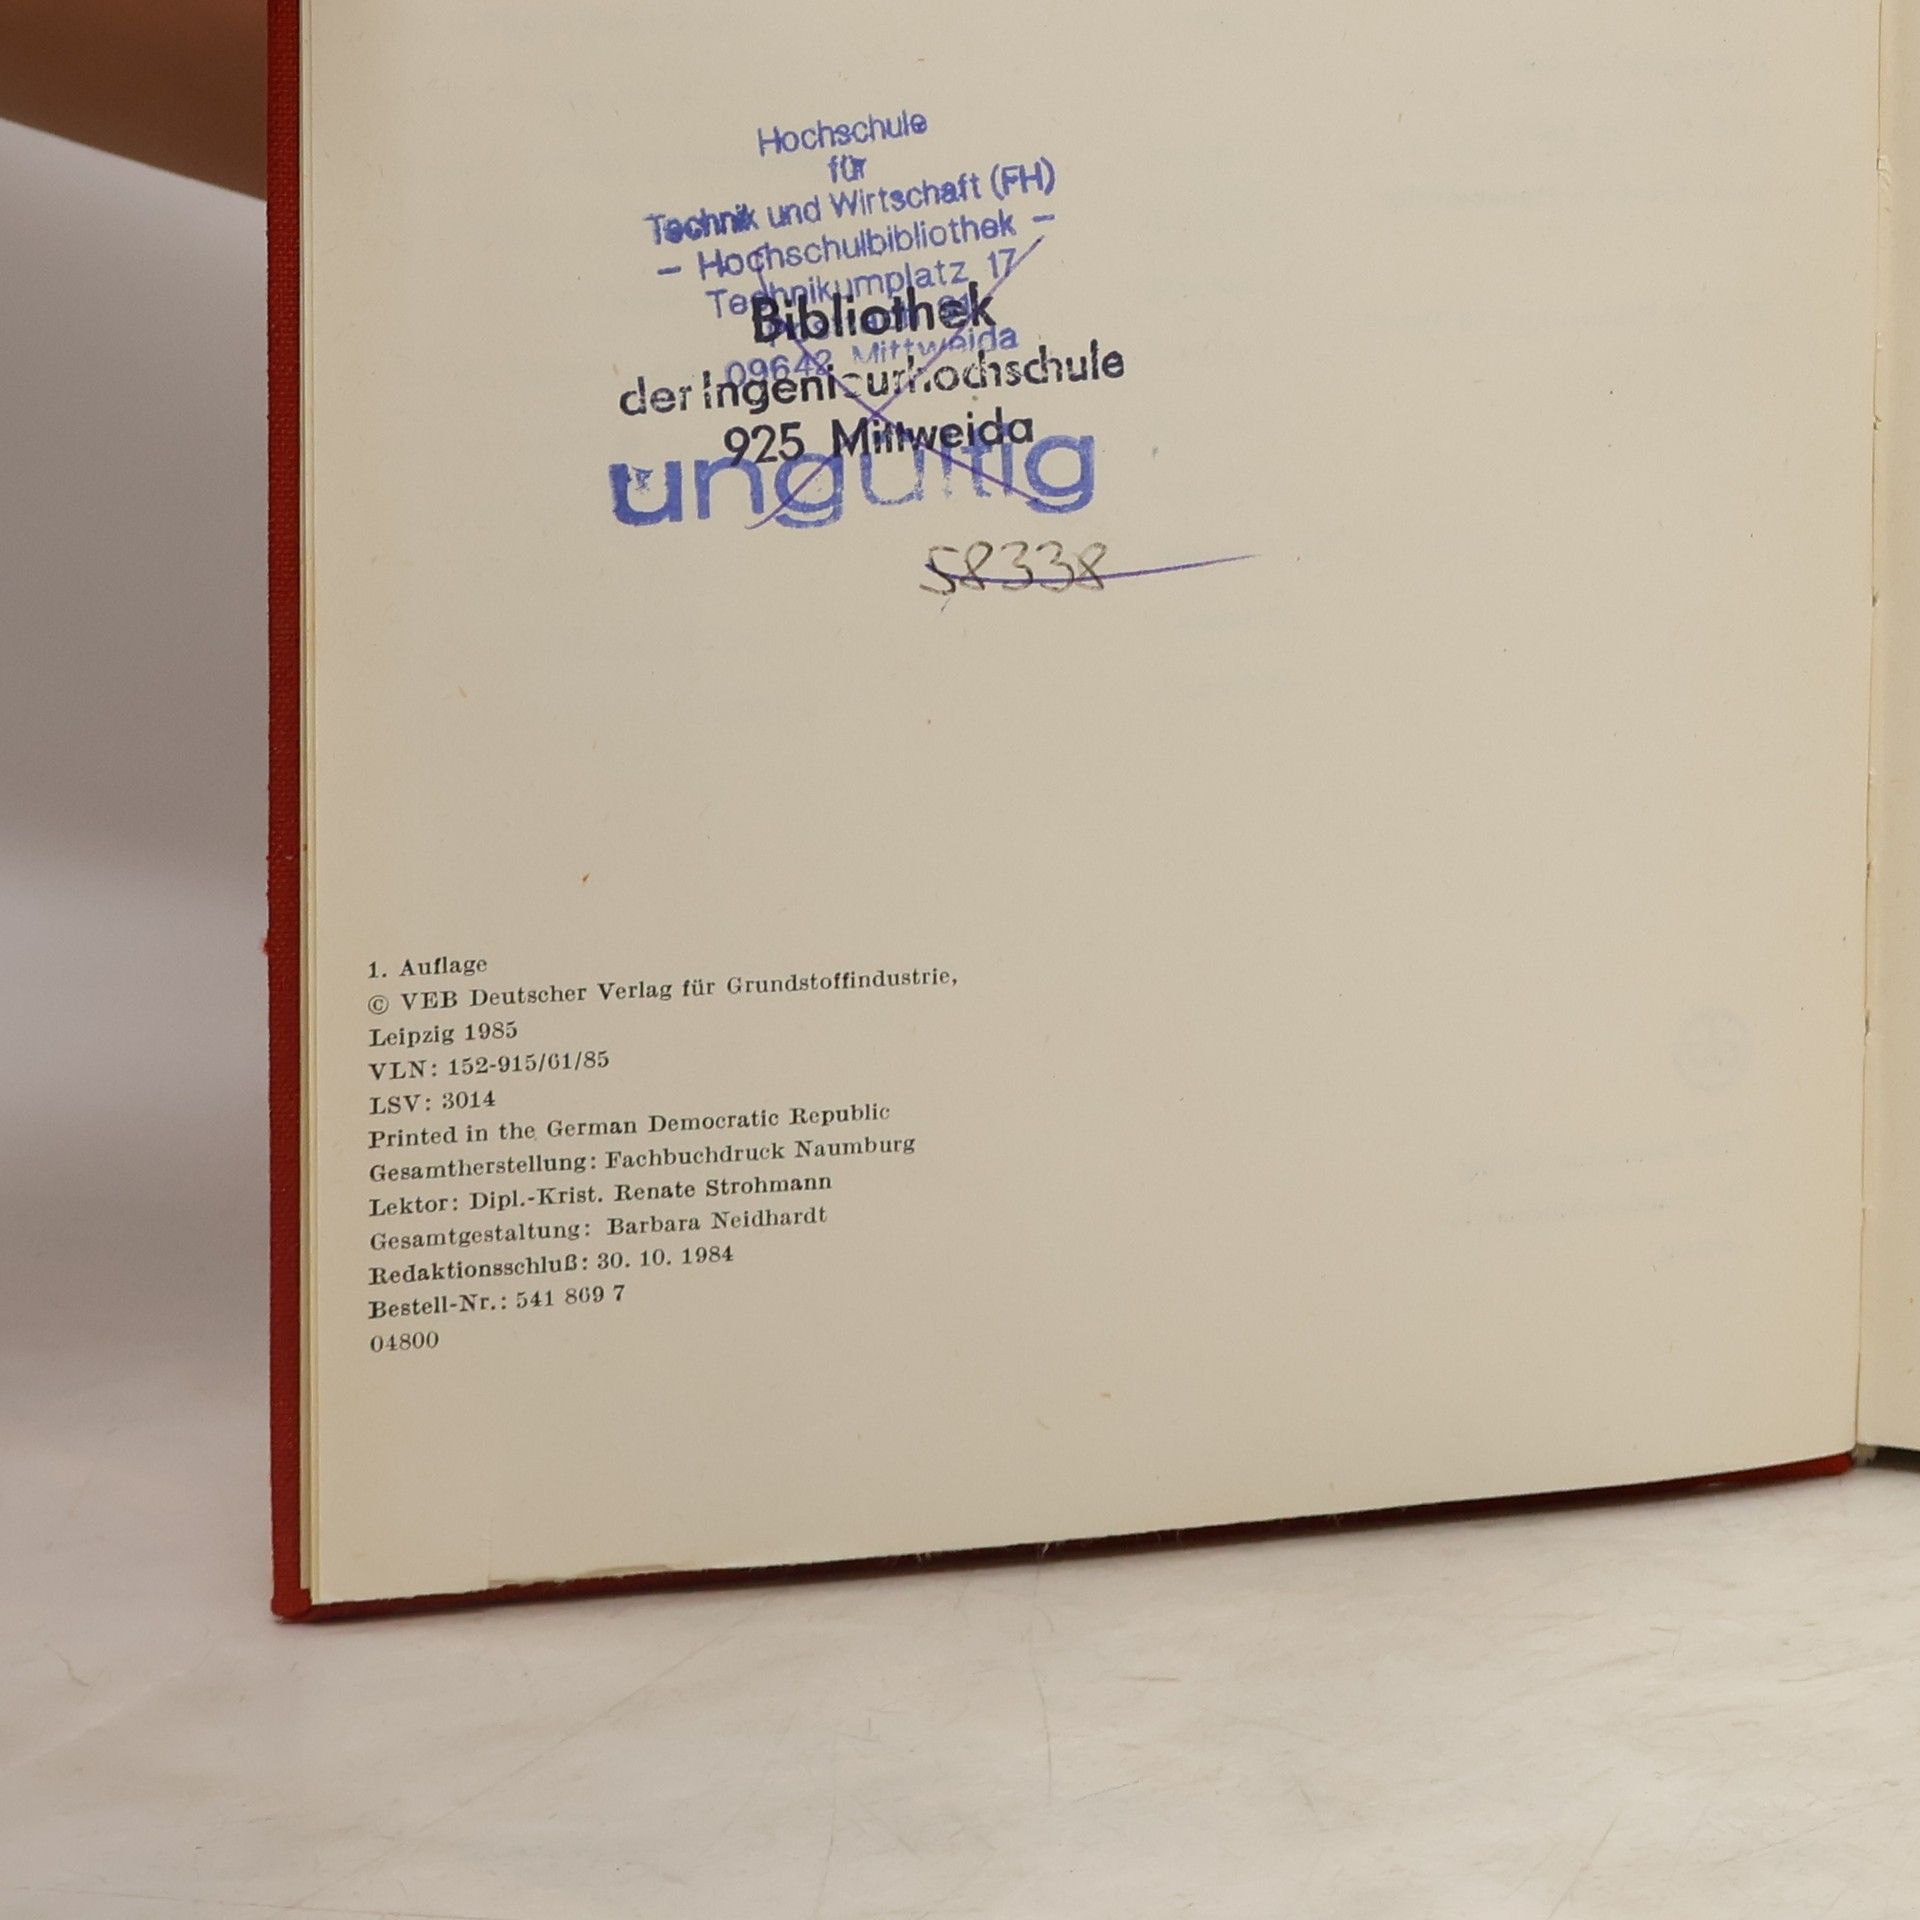 Hochschule
für
Technik und Wirtschaft (FH)
– Hochschulbibliothek –
Technikumplatz 17
Bibliothek
09642 Mittweida
der Ingenieurhochschule
925 Mittweida
ungültig
58338
1. Auflage
© VEB Deutscher Verlag für Grundstoffindustrie,
Leipzig 1985
VLN: 152-915/61/85
LSV: 3014
Printed in the German Democratic Republic
Gesamtherstellung: Fachbuchdruck Naumburg
Lektor: Dipl.-Krist. Renate Strohmann
Gesamtgestaltung: Barbara Neidhardt
Redaktionsschluß: 30. 10. 1984
Bestell-Nr.: 541 869 7
04800